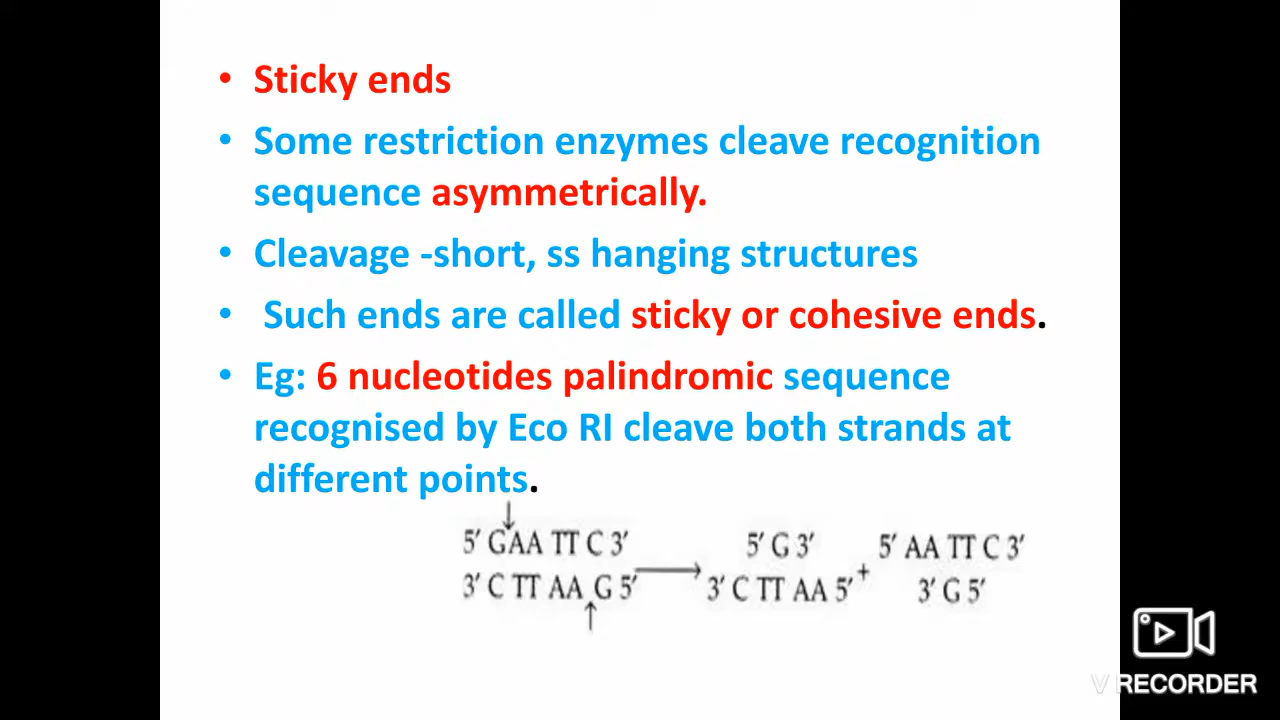 • Sticky ends
• Some restriction enzymes cleave recognition
sequence asymmetrically.
• Cleavage -short, ss hanging structures
• Such ends are called sticky or cohesive ends.
• Eg: 6 nucleotides palindromic sequence
recognised by Eco RI cleave both strands at
different points.
↓
5′ GAA TT C 3′ 5′ G 3′ 5′ AA TT C 3′
⟶ +
3′ C TT AA G 5′ 3′ C TT AA 5′ 3′ G 5′
↑
V RECORDER